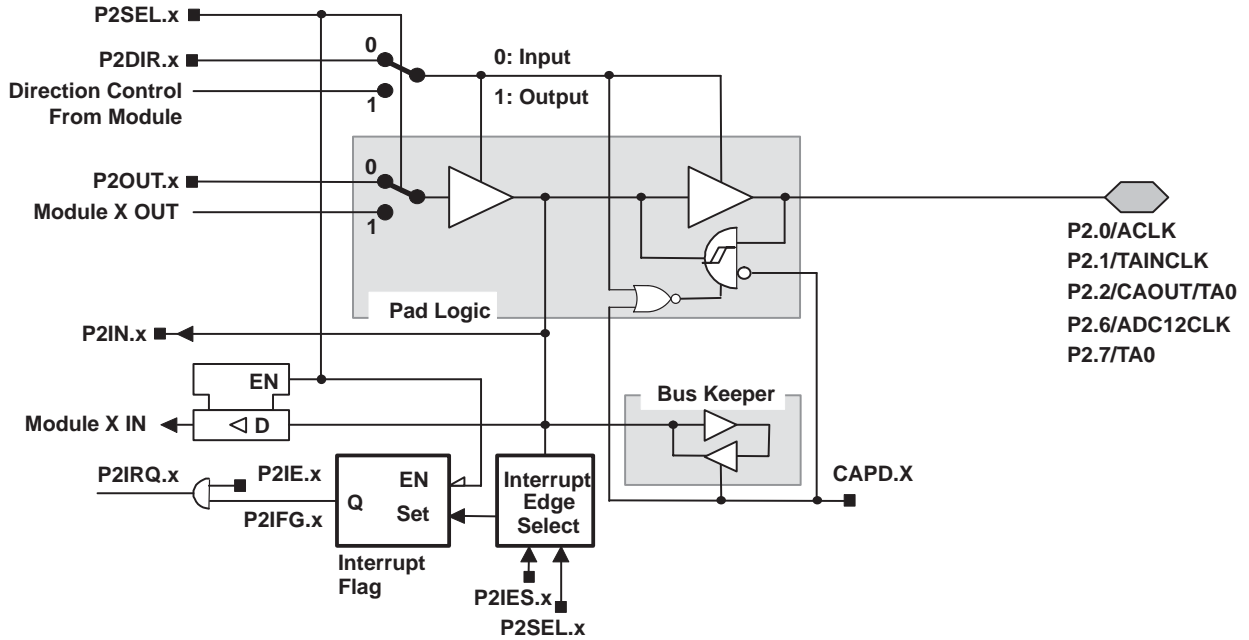 P2SEL.x
P2DIR.x
0
0: Input
Direction Control
From Module
1
1: Output
P2OUT.x
0
Module X OUT
1
Pad Logic
P2.0/ACLK
P2.1/TAINCLK
P2.2/CAOUT/TA0
P2.6/ADC12CLK
P2.7/TA0
P2IN.x
EN
Bus Keeper
Module X IN
D
CAPD.X
P2IRQ.x
P2IE.x
P2IFG.x
Q
EN
Set
Interrupt
Edge
Select
Interrupt
Flag
P2IES.x
P2SEL.x